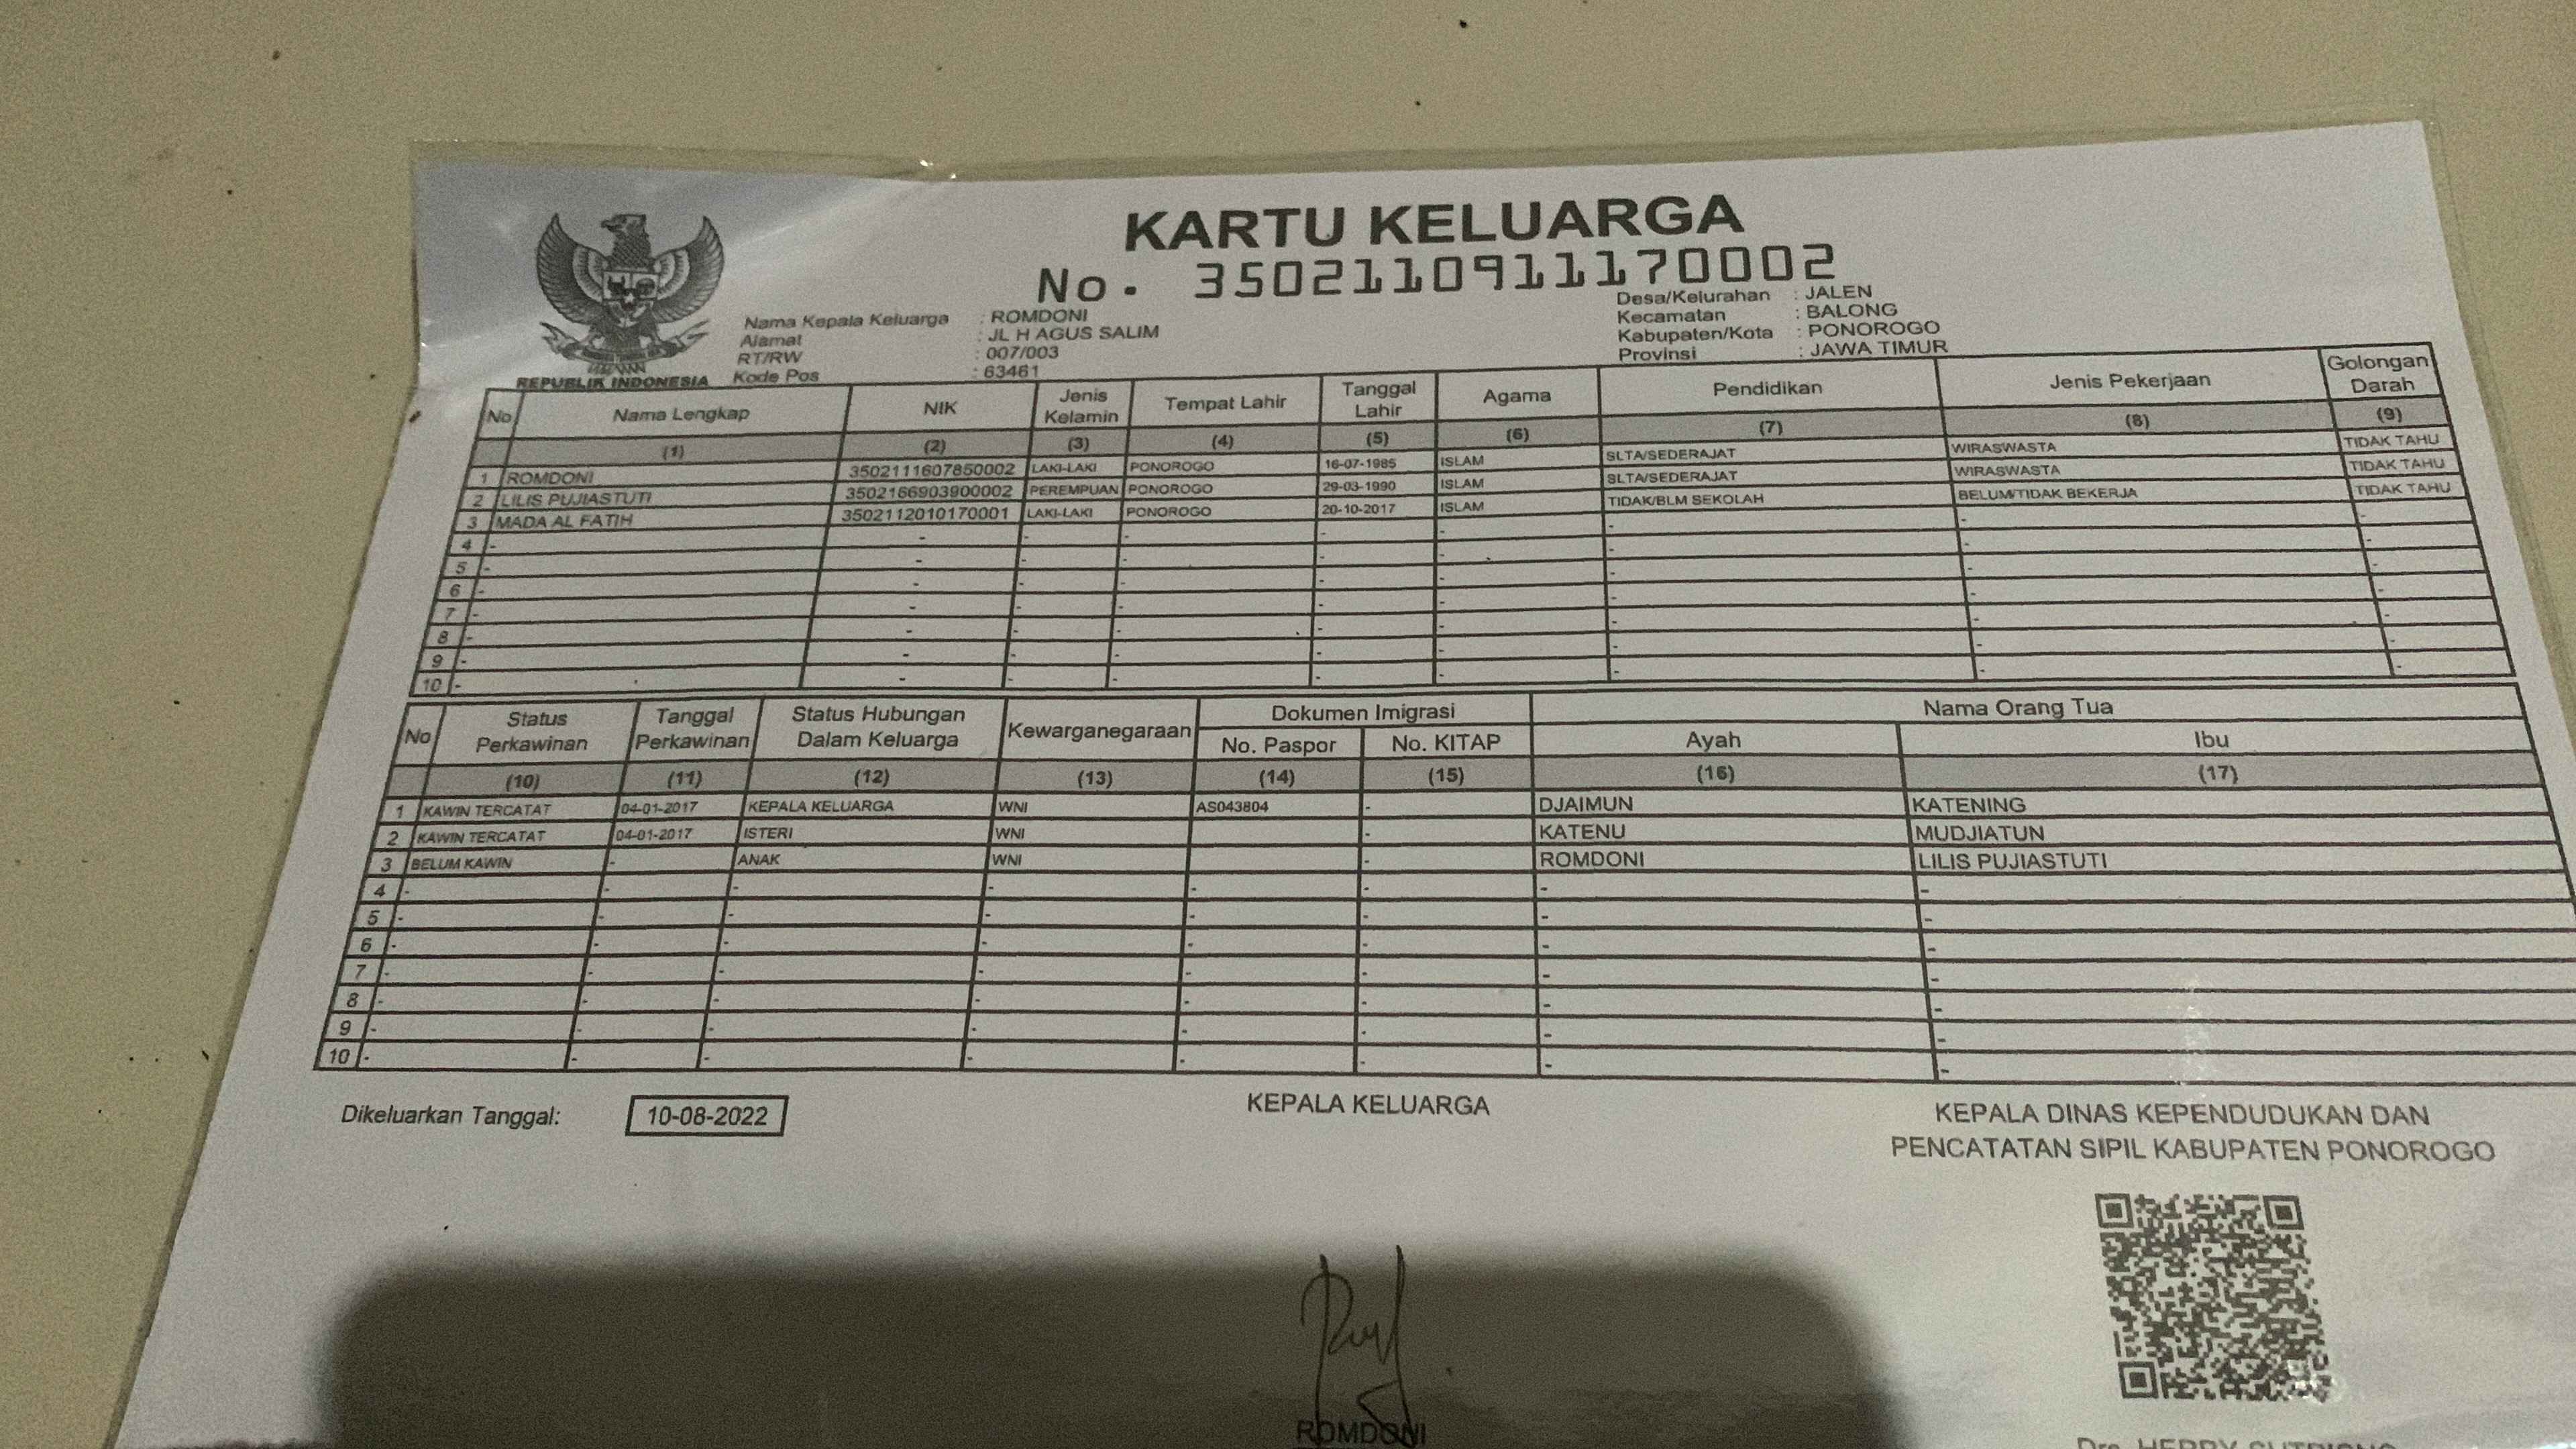 KARTU KELUARGA
No. 3502110911170002
Nama Kepala Keluarga : ROMDONI
Alamat : JL H AGUS SALIM
RT/RW : 007/003
Kode Pos : 63461
Desa/Kelurahan : JALEN
Kecamatan : BALONG
Kabupaten/Kota : PONOROGO
Provinsi : JAWA TIMUR
REPUBLIK INDONESIA
No Nama Lengkap NIK Jenis Kelamin Tempat Lahir Tanggal Lahir Agama Pendidikan Jenis Pekerjaan Golongan Darah
(1) (2) (3) (4) (5) (6) (7) (8) (9)
1 ROMDONI 3502111607850002 LAKI-LAKI PONOROGO 16-07-1985 ISLAM SLTA/SEDERAJAT WIRASWASTA TIDAK TAHU
2 LILIS PUJIASTUTI 3502166903900002 PEREMPUAN PONOROGO 29-03-1990 ISLAM SLTA/SEDERAJAT WIRASWASTA TIDAK TAHU
3 MADA AL FATIH 3502112010170001 LAKI-LAKI PONOROGO 20-10-2017 ISLAM TIDAK/BLM SEKOLAH BELUM/TIDAK BEKERJA TIDAK TAHU
4 - - - - - - - - -
5 - - - - - - - - -
6 - - - - - - - - -
7 - - - - - - - - -
8 - - - - - - - - -
9 - - - - - - - - -
10 - - - - - - - - -
No Status Perkawinan Tanggal Perkawinan Status Hubungan Dalam Keluarga Kewarganegaraan Dokumen Imigrasi Nama Orang Tua
No. Paspor No. KITAP Ayah Ibu
(10) (11) (12) (13) (14) (15) (16) (17)
1 KAWIN TERCATAT 04-01-2017 KEPALA KELUARGA WNI AS043804 - DJAIMUN KATENING
2 KAWIN TERCATAT 04-01-2017 ISTERI WNI - KATENU MUDJIATUN
3 BELUM KAWIN - ANAK WNI - ROMDONI LILIS PUJIASTUTI
4 - - - - - - - -
5 - - - - - - - -
6 - - - - - - - -
7 - - - - - - - -
8 - - - - - - - -
9 - - - - - - - -
10 - - - - - - - -
Dikeluarkan Tanggal: 10-08-2022
KEPALA KELUARGA
KEPALA DINAS KEPENDUDUKAN DAN
PENCATATAN SIPIL KABUPATEN PONOROGO
ROMDONI